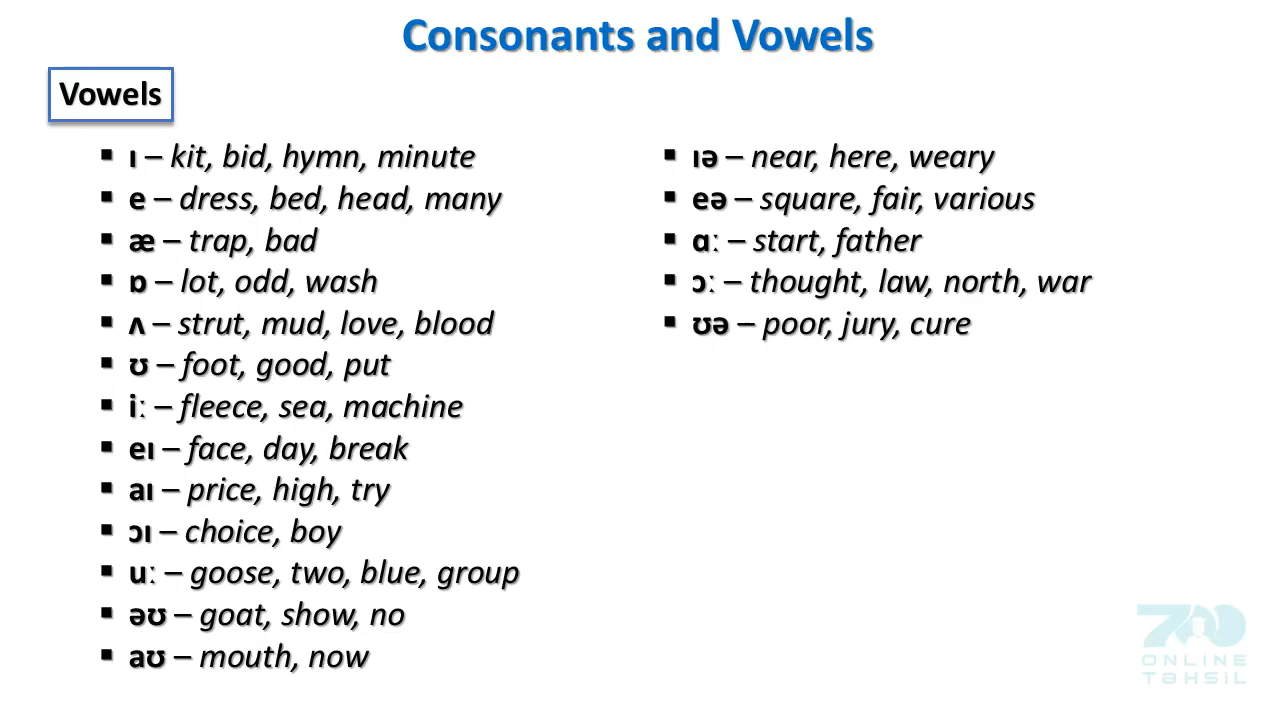 Consonants and Vowels
Vowels
▪ ɪ – kit, bid, hymn, minute
▪ e – dress, bed, head, many
▪ æ – trap, bad
▪ ɒ – lot, odd, wash
▪ ʌ – strut, mud, love, blood
▪ ʊ – foot, good, put
▪ iː – fleece, sea, machine
▪ eɪ – face, day, break
▪ aɪ – price, high, try
▪ ɔɪ – choice, boy
▪ uː – goose, two, blue, group
▪ əʊ – goat, show, no
▪ aʊ – mouth, now
▪ ɪə – near, here, weary
▪ eə – square, fair, various
▪ ɑː – start, father
▪ ɔː – thought, law, north, war
▪ ʊə – poor, jury, cure
700
ONLINE
TƏHSİL